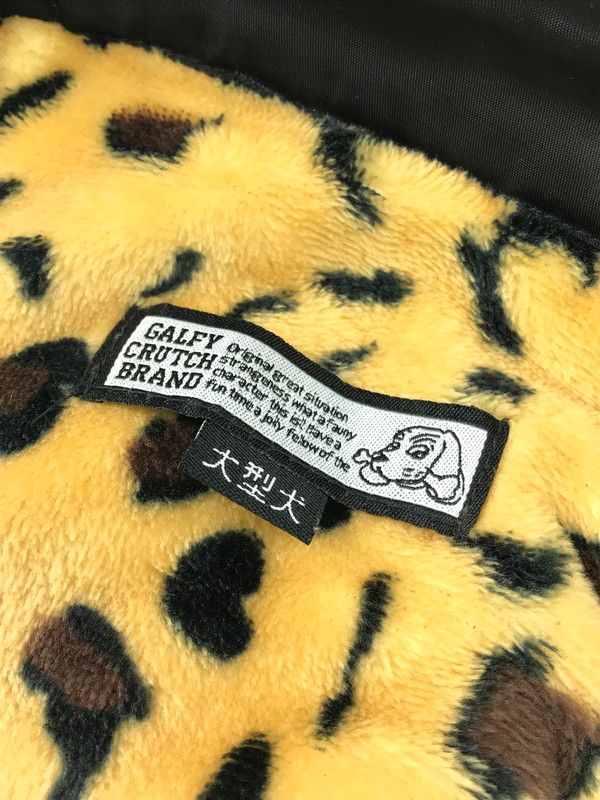 GALFY
CRUTCH
BRAND
Original great situation
strangeness what a fauny
character this is!! Have a
fun time a jolly fellow of the
大型犬